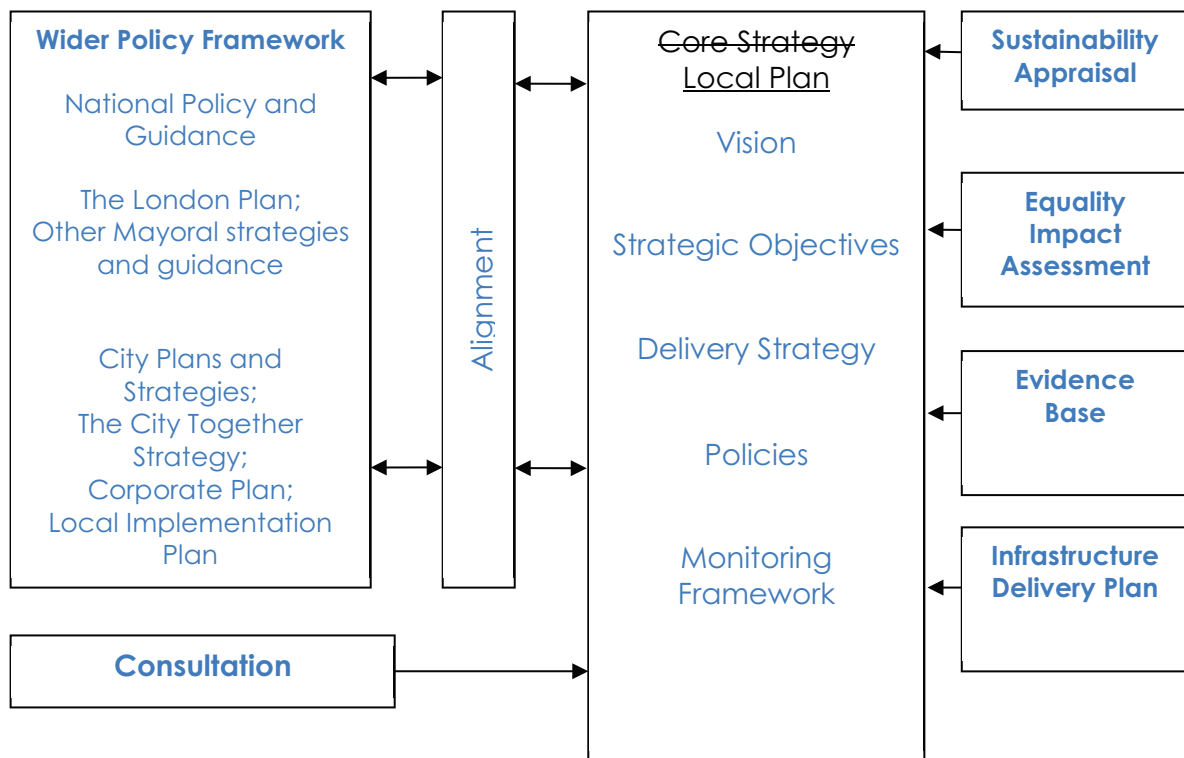 Wider Policy Framework
National Policy and
Guidance
The London Plan;
Other Mayoral strategies
and guidance
City Plans and
Strategies;
The City Together
Strategy;
Corporate Plan;
Local Implementation
Plan
Alignment
Core Strategy
Local Plan
Vision
Strategic Objectives
Delivery Strategy
Policies
Monitoring
Framework
Sustainability
Appraisal
Equality
Impact
Assessment
Evidence
Base
Infrastructure
Delivery Plan
Consultation